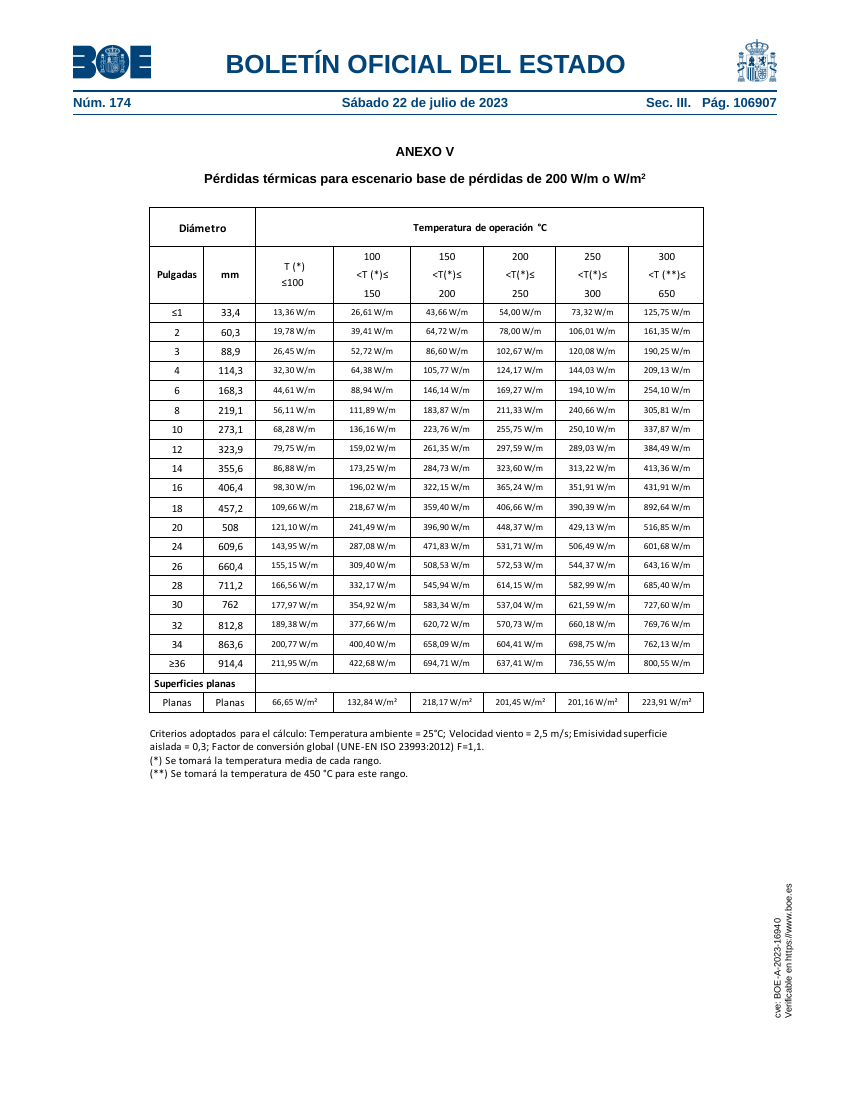 BOE
BOLETÍN OFICIAL DEL ESTADO
Núm. 174 Sábado 22 de julio de 2023 Sec. III. Pág. 106907
ANEXO V
Pérdidas térmicas para escenario base de pérdidas de 200 W/m o W/m²
Diámetro Temperatura de operación °C
Pulgadas mm T (*) ≤100 100 <T (*)≤ 150 150 <T(*)≤ 200 200 <T(*)≤ 250 250 <T(*)≤ 300 300 <T (**)≤ 650
≤1 33,4 13,36 W/m 26,61 W/m 43,66 W/m 54,00 W/m 73,32 W/m 125,75 W/m
2 60,3 19,78 W/m 39,41 W/m 64,72 W/m 78,00 W/m 106,01 W/m 161,35 W/m
3 88,9 26,45 W/m 52,72 W/m 86,60 W/m 102,67 W/m 120,08 W/m 190,25 W/m
4 114,3 32,30 W/m 64,38 W/m 105,77 W/m 124,17 W/m 144,03 W/m 209,13 W/m
6 168,3 44,61 W/m 88,94 W/m 146,14 W/m 169,27 W/m 194,10 W/m 254,10 W/m
8 219,1 56,11 W/m 111,89 W/m 183,87 W/m 211,33 W/m 240,66 W/m 305,81 W/m
10 273,1 68,28 W/m 136,16 W/m 223,76 W/m 255,75 W/m 250,10 W/m 337,87 W/m
12 323,9 79,75 W/m 159,02 W/m 261,35 W/m 297,59 W/m 289,03 W/m 384,49 W/m
14 355,6 86,88 W/m 173,25 W/m 284,73 W/m 323,60 W/m 313,22 W/m 413,36 W/m
16 406,4 98,30 W/m 196,02 W/m 322,15 W/m 365,24 W/m 351,91 W/m 431,91 W/m
18 457,2 109,66 W/m 218,67 W/m 359,40 W/m 406,66 W/m 390,39 W/m 892,64 W/m
20 508 121,10 W/m 241,49 W/m 396,90 W/m 448,37 W/m 429,13 W/m 516,85 W/m
24 609,6 143,95 W/m 287,08 W/m 471,83 W/m 531,71 W/m 506,49 W/m 601,68 W/m
26 660,4 155,15 W/m 309,40 W/m 508,53 W/m 572,53 W/m 544,37 W/m 643,16 W/m
28 711,2 166,56 W/m 332,17 W/m 545,94 W/m 614,15 W/m 582,99 W/m 685,40 W/m
30 762 177,97 W/m 354,92 W/m 583,34 W/m 537,04 W/m 621,59 W/m 727,60 W/m
32 812,8 189,38 W/m 377,66 W/m 620,72 W/m 570,73 W/m 660,18 W/m 769,76 W/m
34 863,6 200,77 W/m 400,40 W/m 658,09 W/m 604,41 W/m 698,75 W/m 762,13 W/m
≥36 914,4 211,95 W/m 422,68 W/m 694,71 W/m 637,41 W/m 736,55 W/m 800,55 W/m
Superficies planas
Planas Planas 66,65 W/m² 132,84 W/m² 218,17 W/m² 201,45 W/m² 201,16 W/m² 223,91 W/m²
Criterios adoptados para el cálculo: Temperatura ambiente = 25°C; Velocidad viento = 2,5 m/s; Emisividad superficie
aislada = 0,3; Factor de conversión global (UNE-EN ISO 23993:2012) F=1,1.
(*) Se tomará la temperatura media de cada rango.
(**) Se tomará la temperatura de 450 °C para este rango.
cve: BOE-A-2023-16940
Verificable en https://www.boe.es